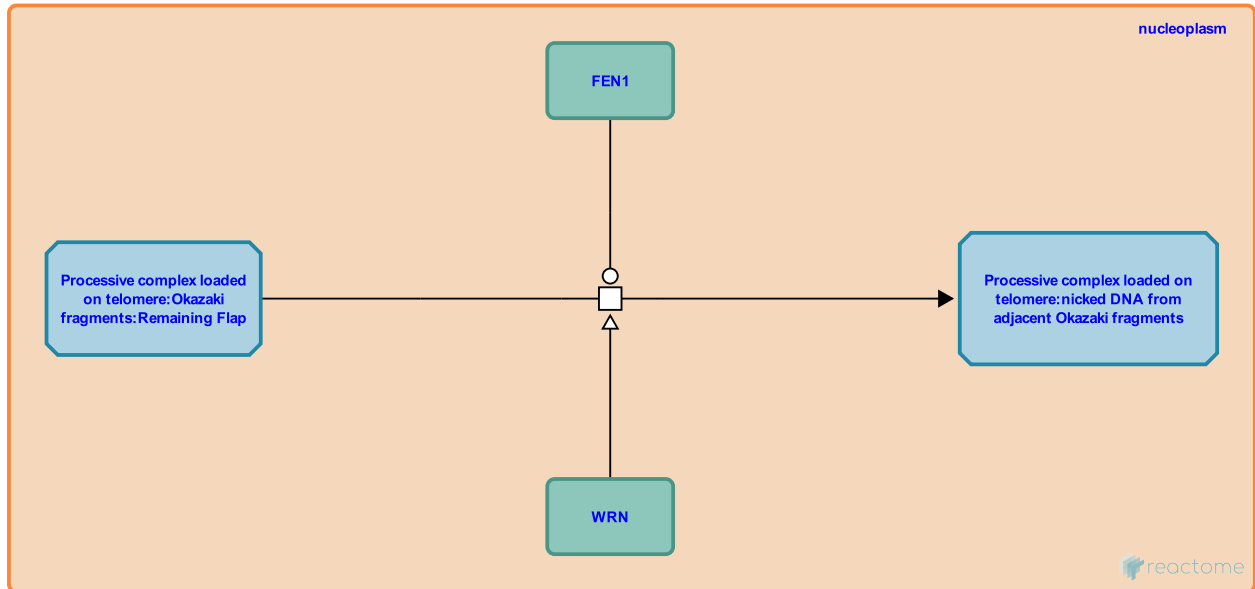 nucleoplasm
FEN1
Processive complex loaded
on telomere:Okazaki
fragments:Remaining Flap
Processive complex loaded on
telomere:nicked DNA from
adjacent Okazaki fragments
WRN
reactome